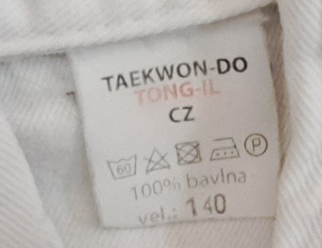 TAEKWON-DO
TONG-IL
CZ
60 P
100% bavlna
vel.: 140